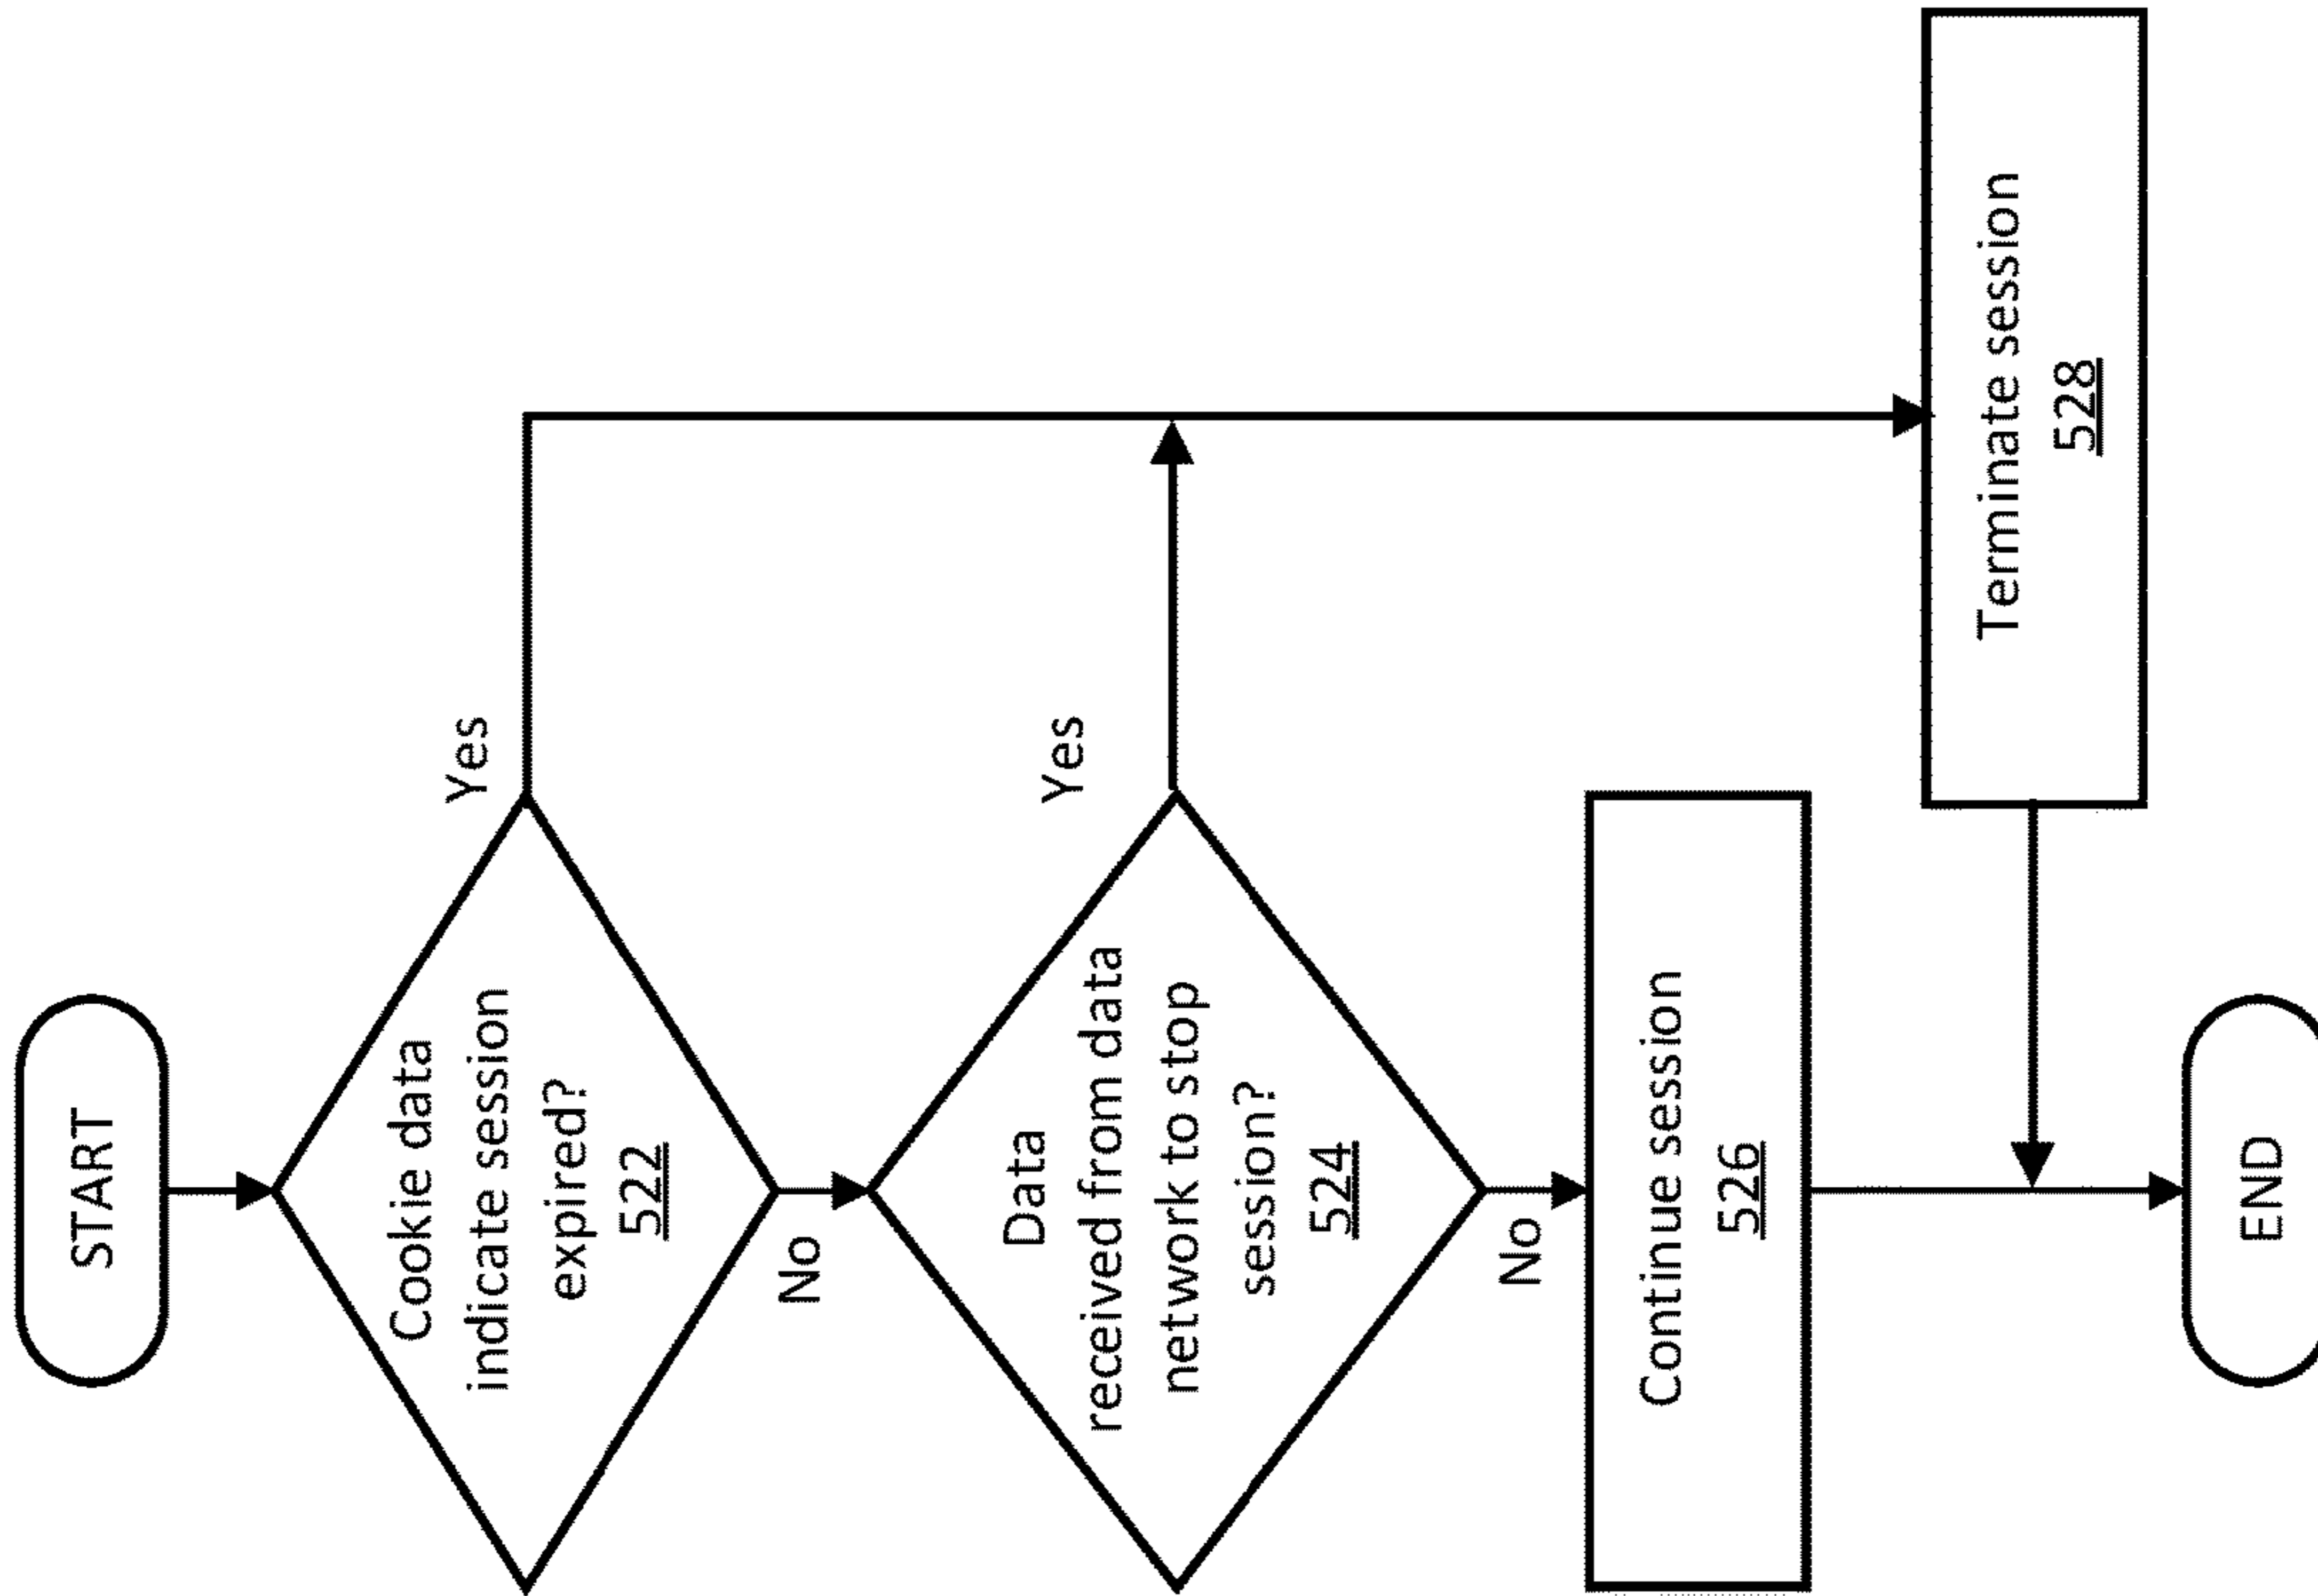 START
Cookie data
indicate session
expired?
522
Yes
No
Data
received from data
network to stop
session?
524
Yes
No
Continue session
526
Terminate session
528
END